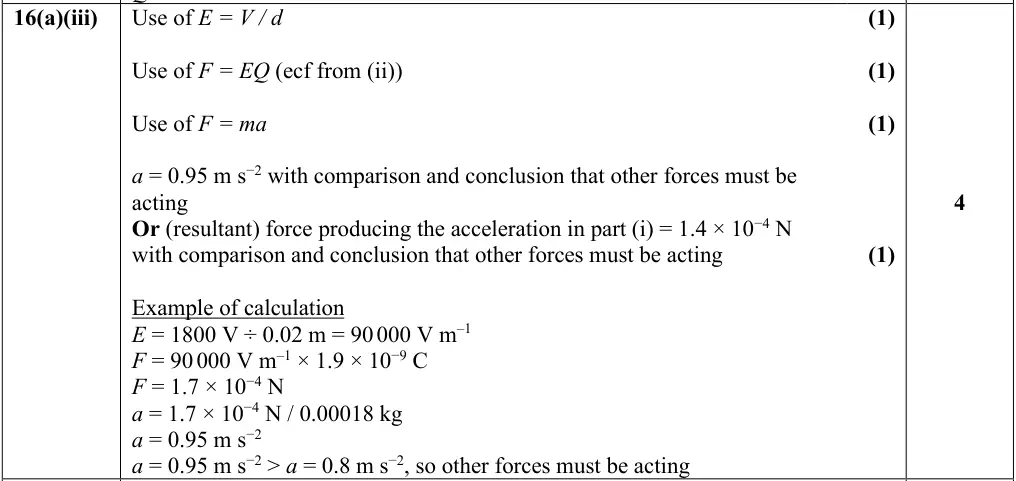 16(a)(iii) Use of E = V / d (1)
Use of F = EQ (ecf from (ii)) (1)
Use of F = ma (1)
a = 0.95 m s⁻² with comparison and conclusion that other forces must be
acting
4
Or (resultant) force producing the acceleration in part (i) = 1.4 × 10⁻⁴ N
with comparison and conclusion that other forces must be acting (1)
Example of calculation
E = 1800 V ÷ 0.02 m = 90 000 V m⁻¹
F = 90 000 V m⁻¹ × 1.9 × 10⁻⁹ C
F = 1.7 × 10⁻⁴ N
a = 1.7 × 10⁻⁴ N / 0.00018 kg
a = 0.95 m s⁻²
a = 0.95 m s⁻² > a = 0.8 m s⁻², so other forces must be acting